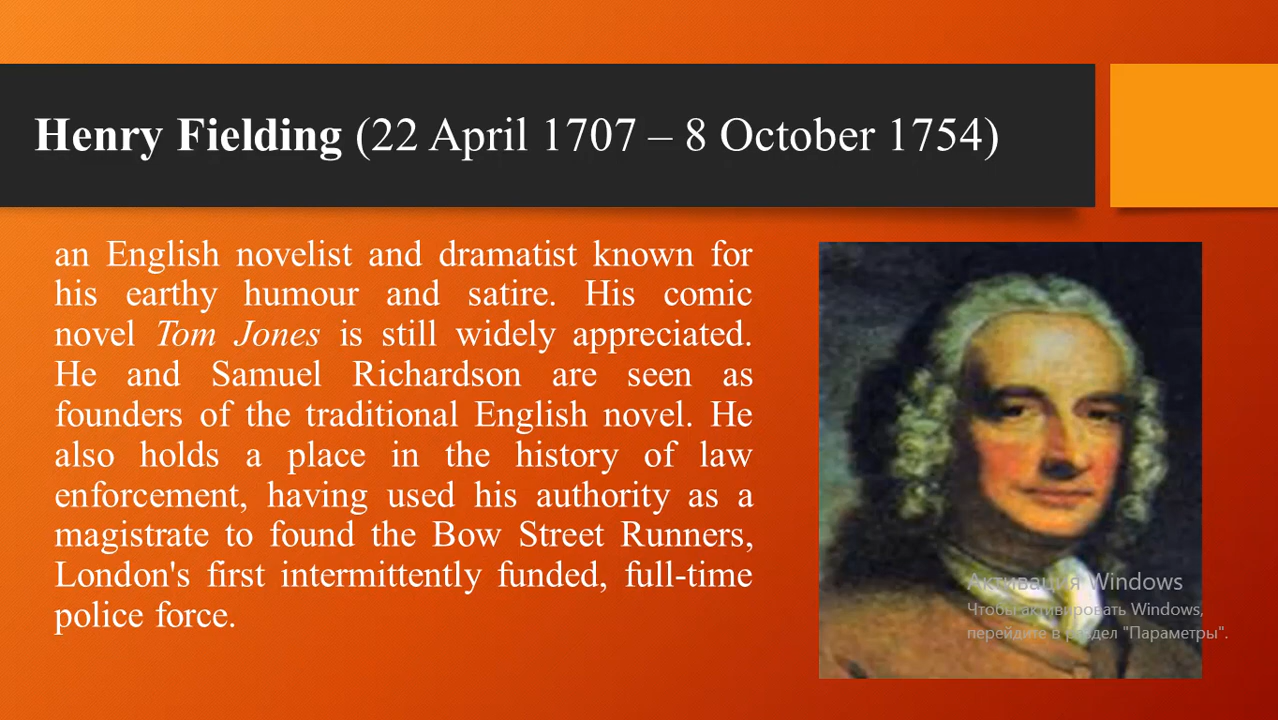 Henry Fielding (22 April 1707 – 8 October 1754)
an English novelist and dramatist known for
his earthy humour and satire. His comic
novel Tom Jones is still widely appreciated.
He and Samuel Richardson are seen as
founders of the traditional English novel. He
also holds a place in the history of law
enforcement, having used his authority as a
magistrate to found the Bow Street Runners,
London's first intermittently funded, full-time
police force.
Активация Windows
Чтобы активировать Windows,
перейдите в раздел "Параметры".